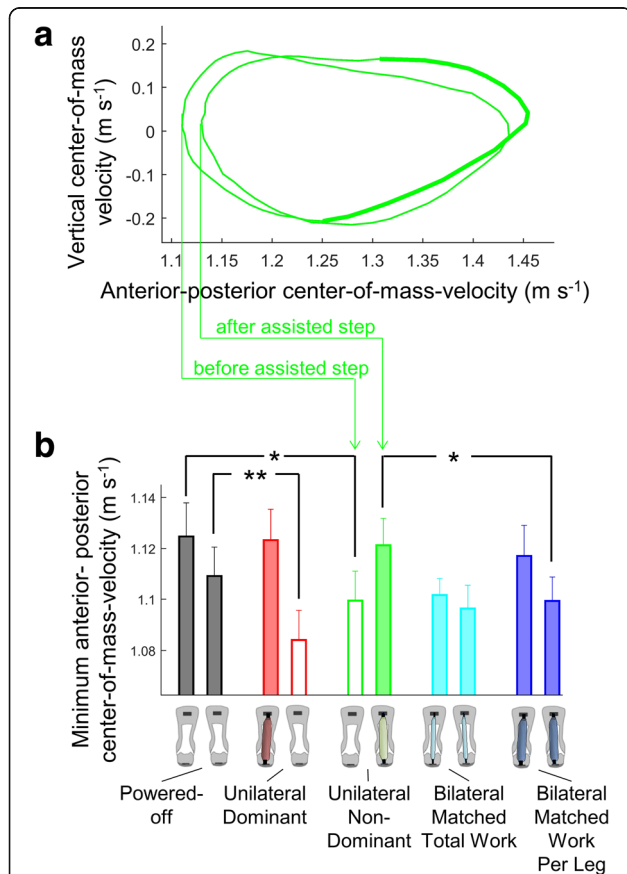 a
Vertical center-of-mass
velocity (m s-1)
0.2
0.1
0
-0.1
-0.2
1.1 1.15 1.2 1.25 1.3 1.35 1.4 1.45
Anterior-posterior center-of-mass-velocity (m s-1)
after assisted step
before assisted step
b
Minimum anterior- posterior
center-of-mass-velocity (m s-1)
* ** *
1.14
1.12
1.1
1.08
Powered-
off
Unilateral
Dominant
Unilateral
Non-
Dominant
Bilateral
Matched
Total Work
Bilateral
Matched
Work
Per Leg